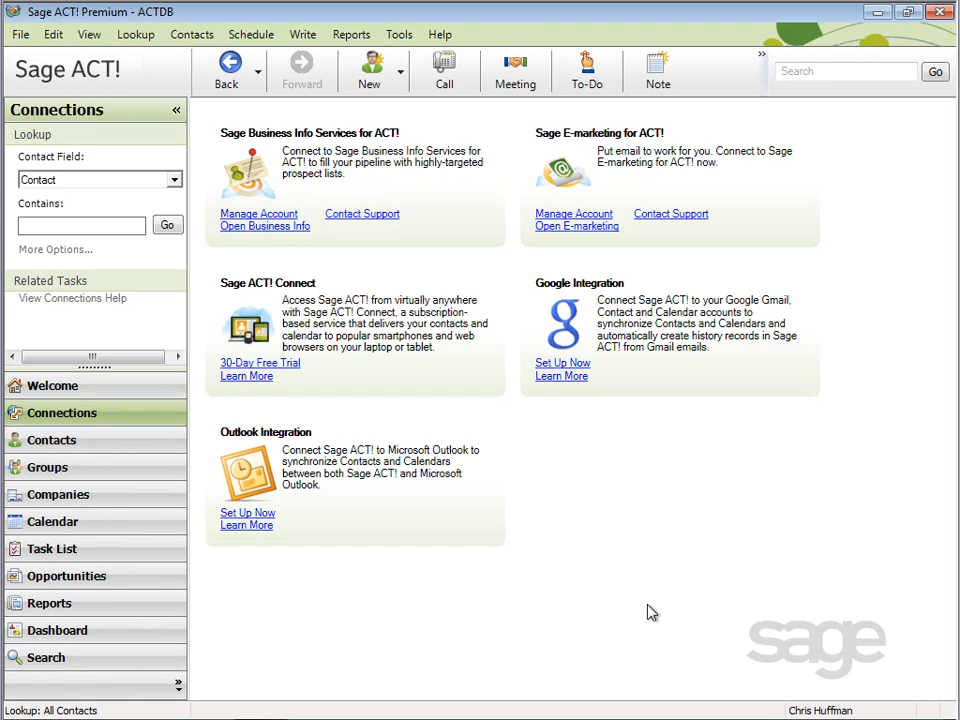 Sage ACT! Premium - ACTDB
File Edit View Lookup Contacts Schedule Write Reports Tools Help
Sage ACT!
Back Forward New Call Meeting To-Do Note
» Search Go
Connections «
Lookup
Contact Field:
Contact
Contains:
Go
More Options...
Related Tasks
View Connections Help
Welcome
Connections
Contacts
Groups
Companies
Calendar
Task List
Opportunities
Reports
Dashboard
Search
»
Sage Business Info Services for ACT!
Connect to Sage Business Info Services for
ACT! to fill your pipeline with highly-targeted
prospect lists.
Manage Account Contact Support
Open Business Info
Sage E-marketing for ACT!
Put email to work for you. Connect to Sage
E-marketing for ACT! now.
Manage Account Contact Support
Open E-marketing
Sage ACT! Connect
Access Sage ACT! from virtually anywhere
with Sage ACT! Connect, a subscription-
based service that delivers your contacts and
calendar to popular smartphones and web
browsers on your laptop or tablet.
30-Day Free Trial
Learn More
Google Integration
Connect Sage ACT! to your Google Gmail,
Contact and Calendar accounts to
synchronize Contacts and Calendars and
automatically create history records in Sage
ACT! from Gmail emails.
Set Up Now
Learn More
Outlook Integration
Connect Sage ACT! to Microsoft Outlook to
synchronize Contacts and Calendars
between both Sage ACT! and Microsoft
Outlook.
Set Up Now
Learn More
sage
Lookup: All Contacts
Chris Huffman